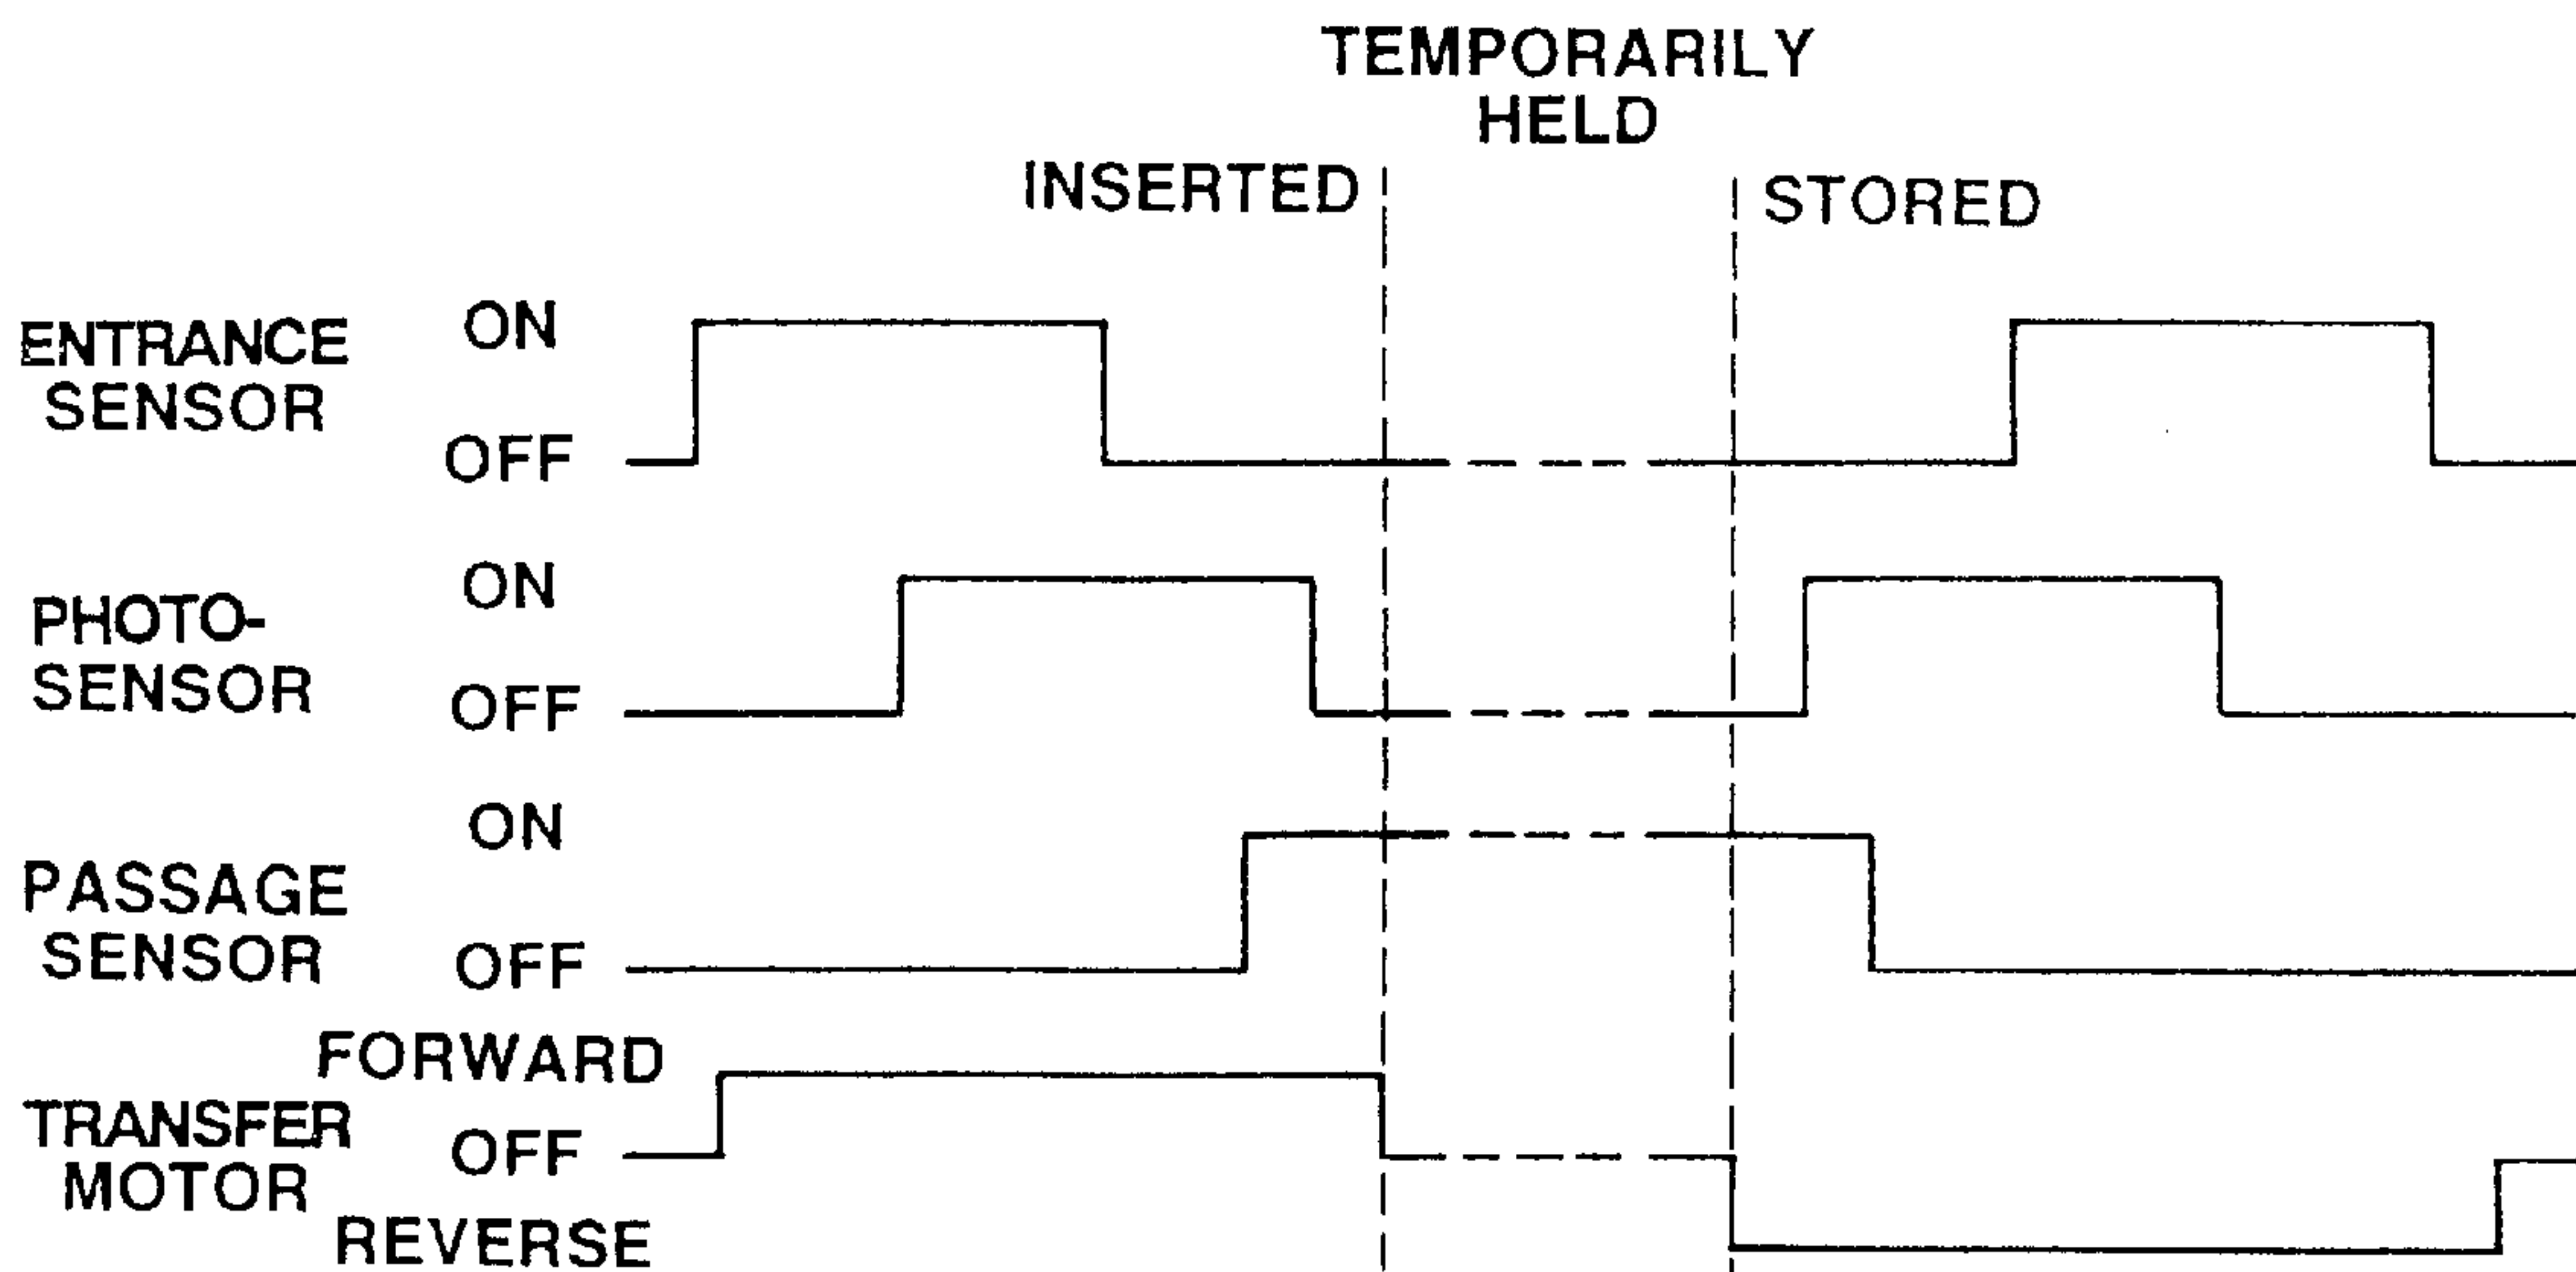 TEMPORARILY
HELD
INSERTED
STORED
ENTRANCE
SENSOR
ON
OFF
PHOTO-
SENSOR
ON
OFF
PASSAGE
SENSOR
ON
OFF
TRANSFER
MOTOR
FORWARD
OFF
REVERSE